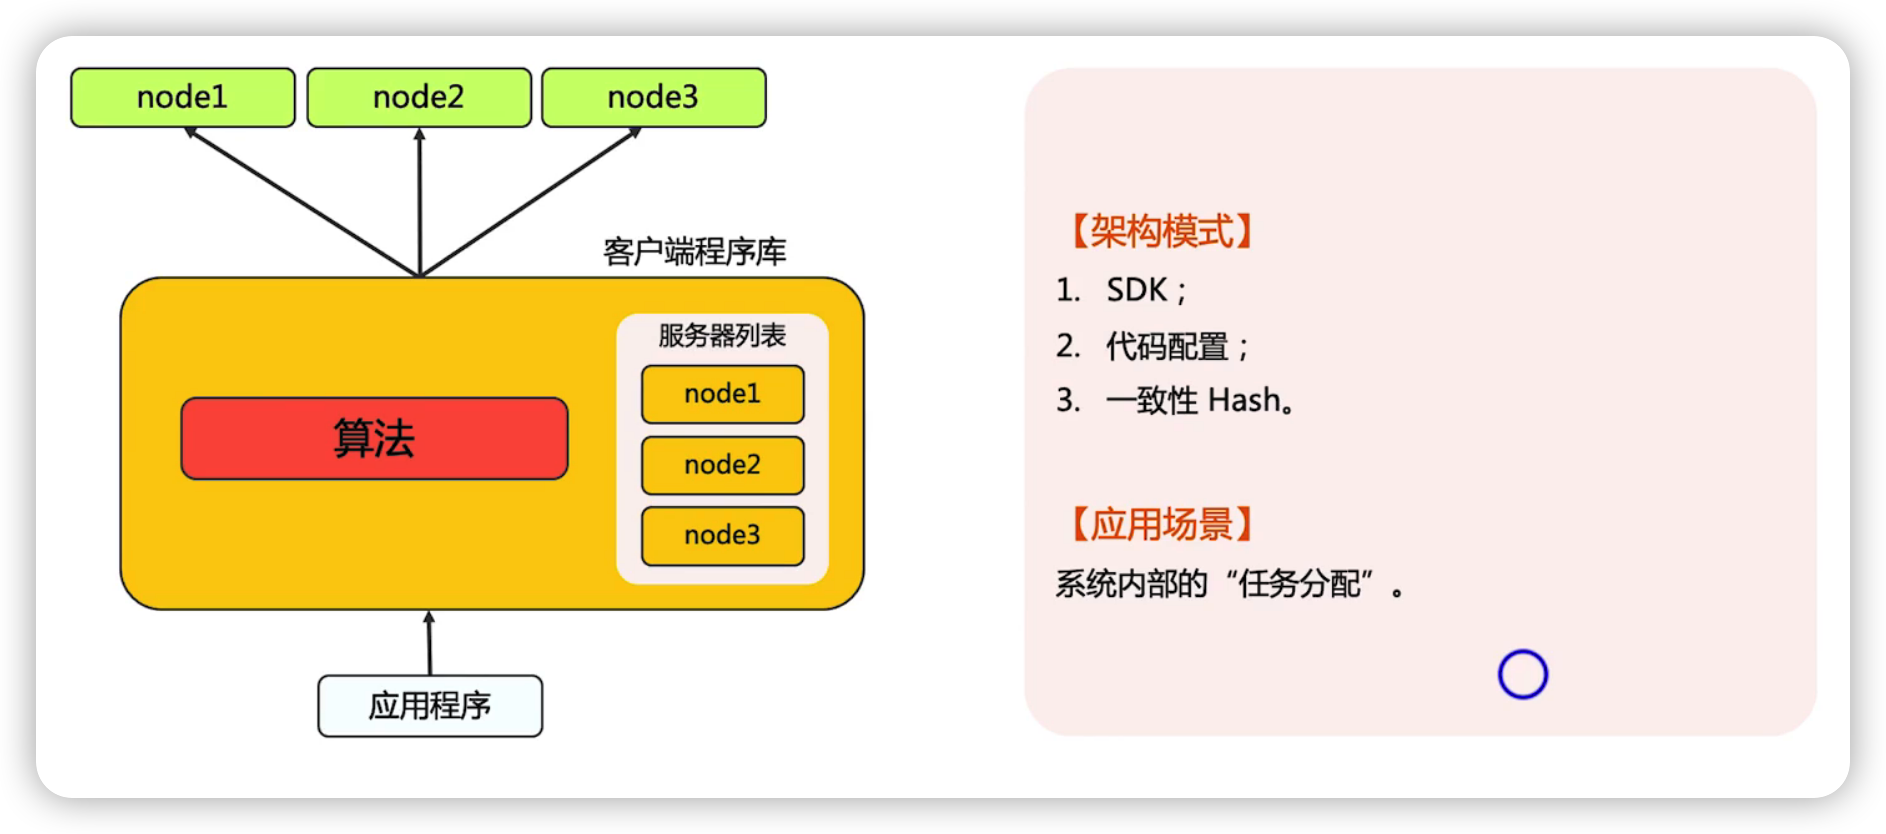 node1
node2
node3
客户端程序库
算法
服务器列表
node1
node2
node3
应用程序
【架构模式】
1. SDK；
2. 代码配置；
3. 一致性 Hash。
【应用场景】
系统内部的“任务分配”。